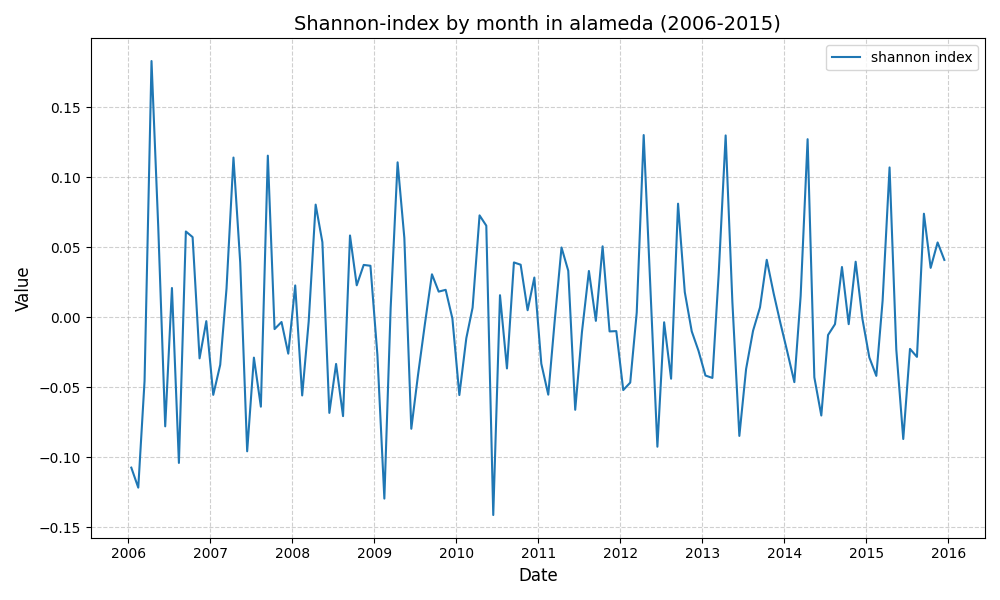 Shannon-index by month in alameda (2006-2015)
shannon index
Value
0.15
0.10
0.05
0.00
−0.05
−0.10
−0.15
2006 2007 2008 2009 2010 2011 2012 2013 2014 2015 2016
Date